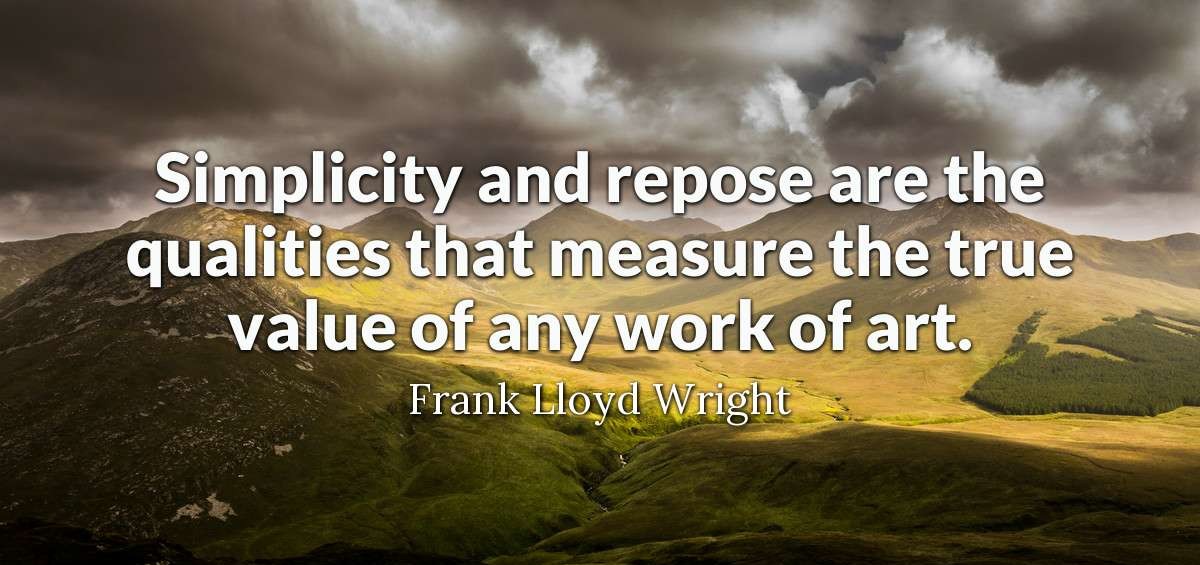 Simplicity and repose are the
qualities that measure the true
value of any work of art.
Frank Lloyd Wright